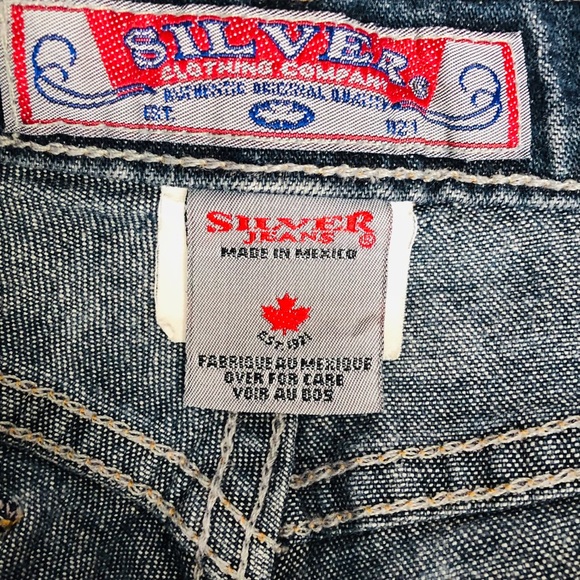 SILVER®
CLOTHING COMPANY
AUTHENTIC ORIGINAL QUALITY
EST. 1921
SILVER
JEANS ®
MADE IN MEXICO
EST. 1921
FABRIQUE AU MEXIQUE
OVER FOR CARE
VOIR AU DOS